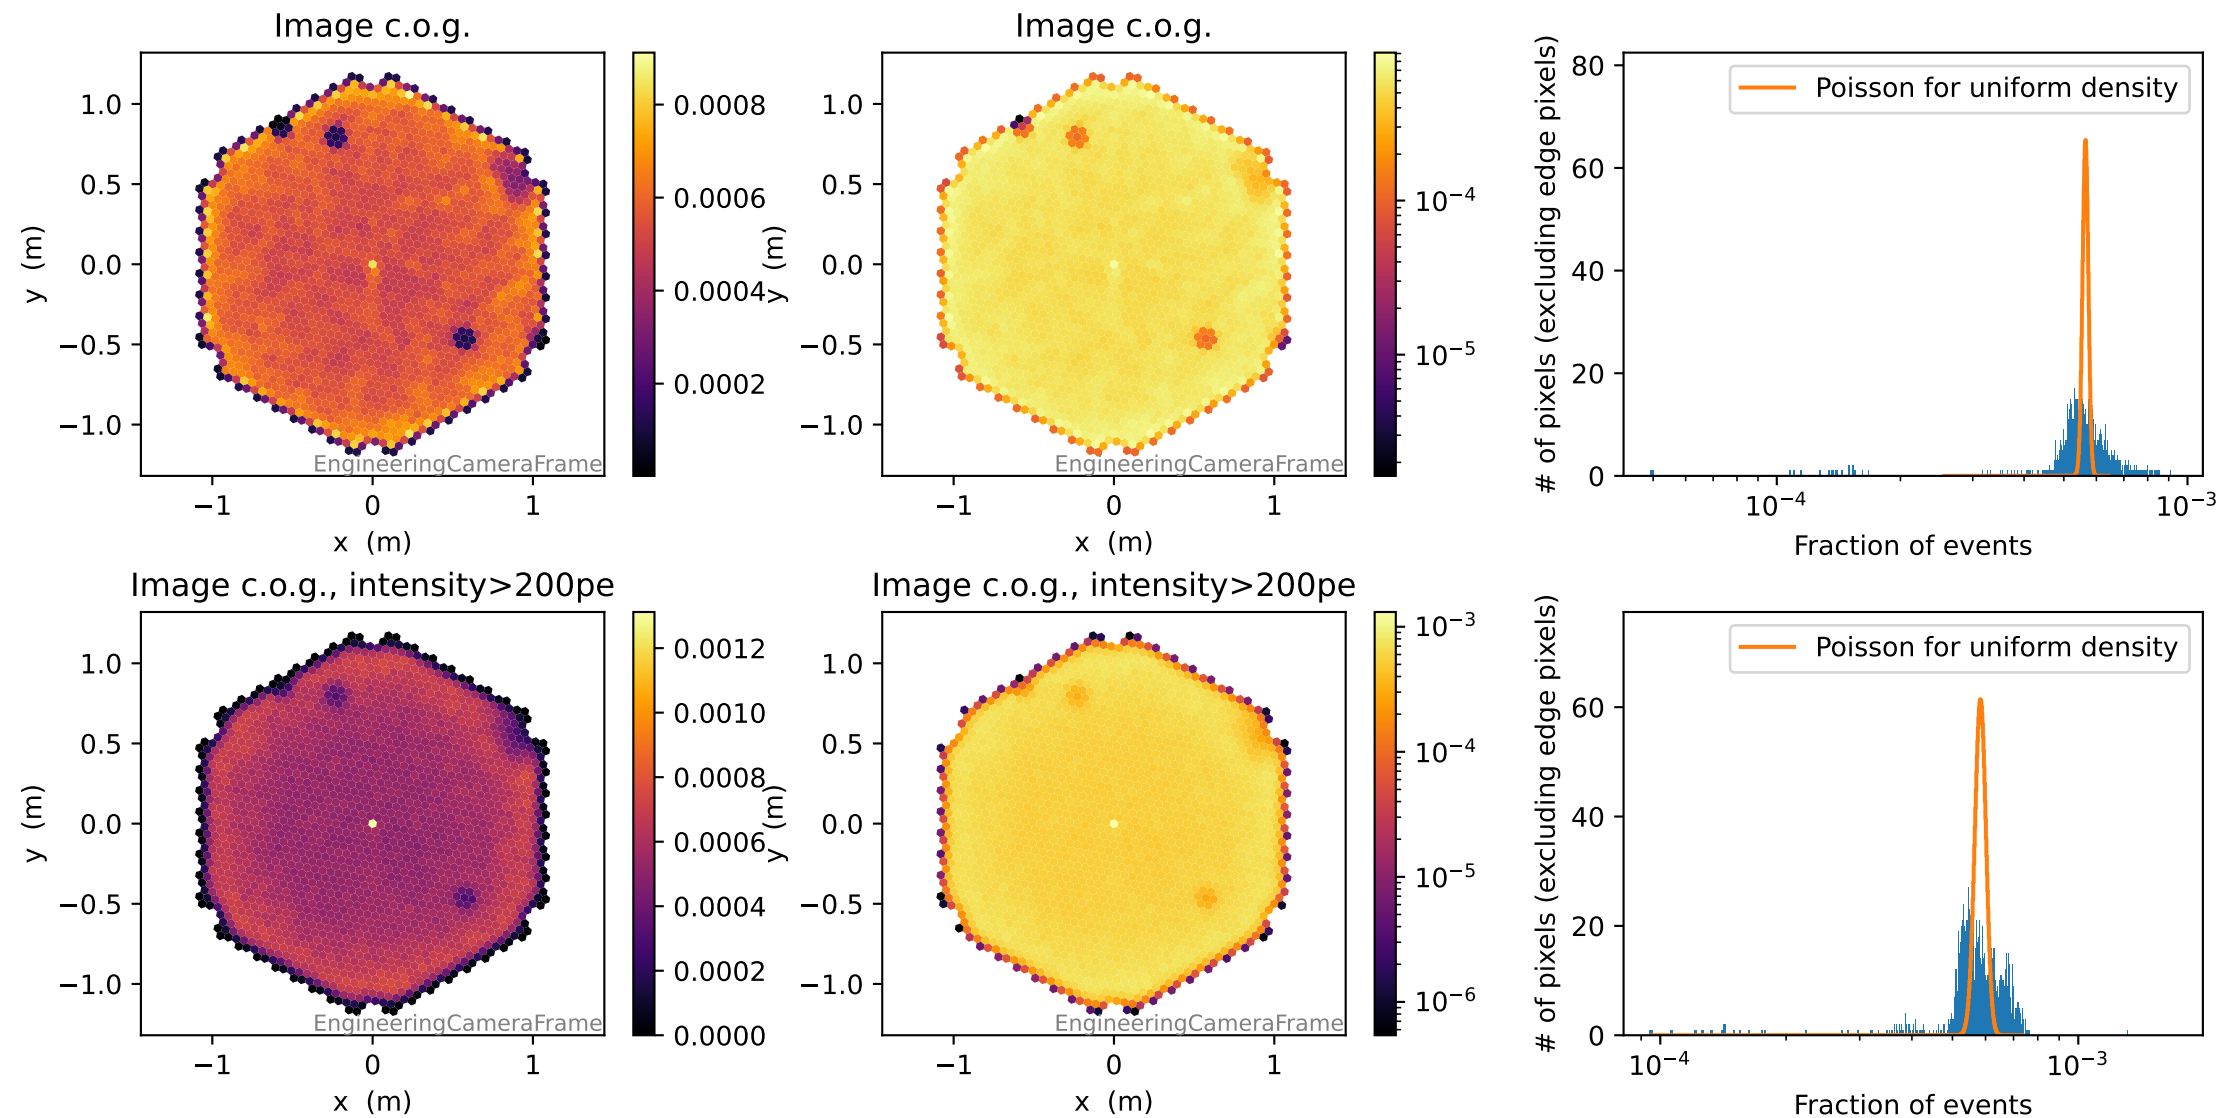 Image c.o.g.
1.0
0.5
0.0
−0.5
−1.0
−1
0
1
y (m)
x (m)
EngineeringCameraFrame
0.0008
0.0006
0.0004
0.0002
Image c.o.g.
1.0
0.5
0.0
−0.5
−1.0
−1
0
1
y (m)
x (m)
EngineeringCameraFrame
10⁻⁴
10⁻⁵
Poisson for uniform density
80
60
40
20
0
10⁻⁴
10⁻³
# of pixels (excluding edge pixels)
Fraction of events
Image c.o.g., intensity>200pe
1.0
0.5
0.0
−0.5
−1.0
−1
0
1
y (m)
x (m)
EngineeringCameraFrame
0.0012
0.0010
0.0008
0.0006
0.0004
0.0002
0.0000
Image c.o.g., intensity>200pe
1.0
0.5
0.0
−0.5
−1.0
−1
0
1
y (m)
x (m)
EngineeringCameraFrame
10⁻³
10⁻⁴
10⁻⁵
10⁻⁶
Poisson for uniform density
60
40
20
0
10⁻⁴
10⁻³
# of pixels (excluding edge pixels)
Fraction of events